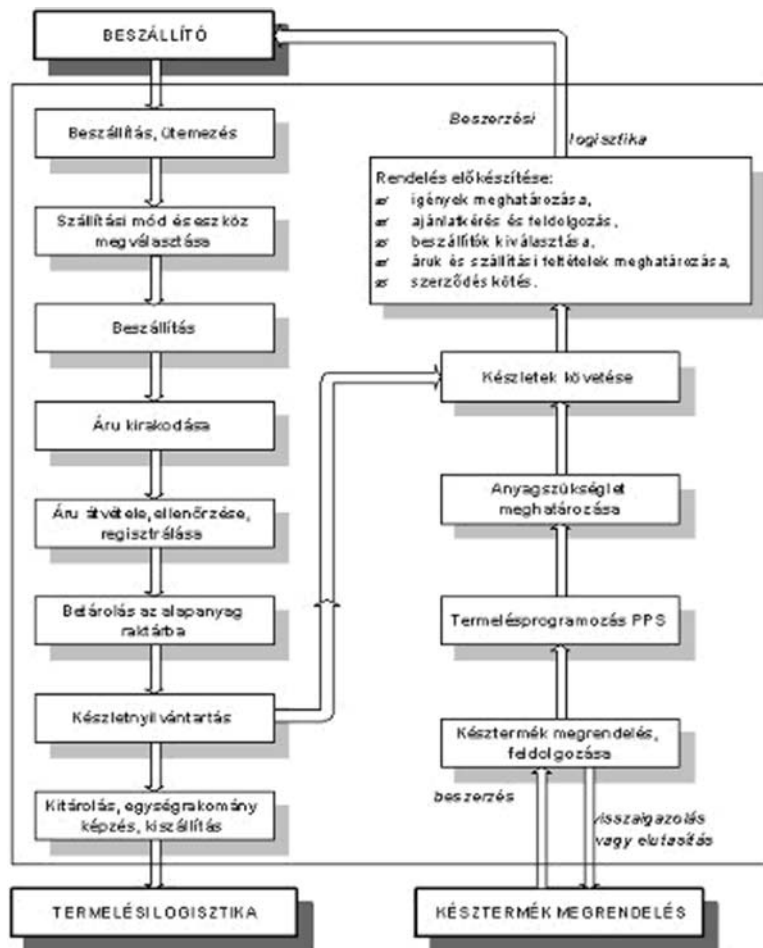 BESZÁLLÍTÓ
Beszállítás, ütemezés
Szállítási mód és eszköz
megválasztása
Beszállítás
Áru kirakodása
Áru átvétele, ellenőrzése,
regisztrálása
Betárolás az alapanyag
raktárba
Készletnyilvántartás
Kitárolás, egységrakomány
képzés, kiszállítás
TERMELÉSI LOGISZTIKA
Beszerzési
logisztika
Rendelés előkészítése:
igények meghatározása,
ajánlatkérés és feldolgozás,
beszállítók kiválasztása,
áruk és szállítási feltételek meghatározása,
szerződés kötés.
Készletek követése
Anyagszükséglet
meghatározása
Termelésprogramozás PPS
Késztermék megrendelés,
feldolgozása
beszerzés
visszaigazolás
vagy elutasítás
KÉSZTERMÉK MEGRENDELÉS